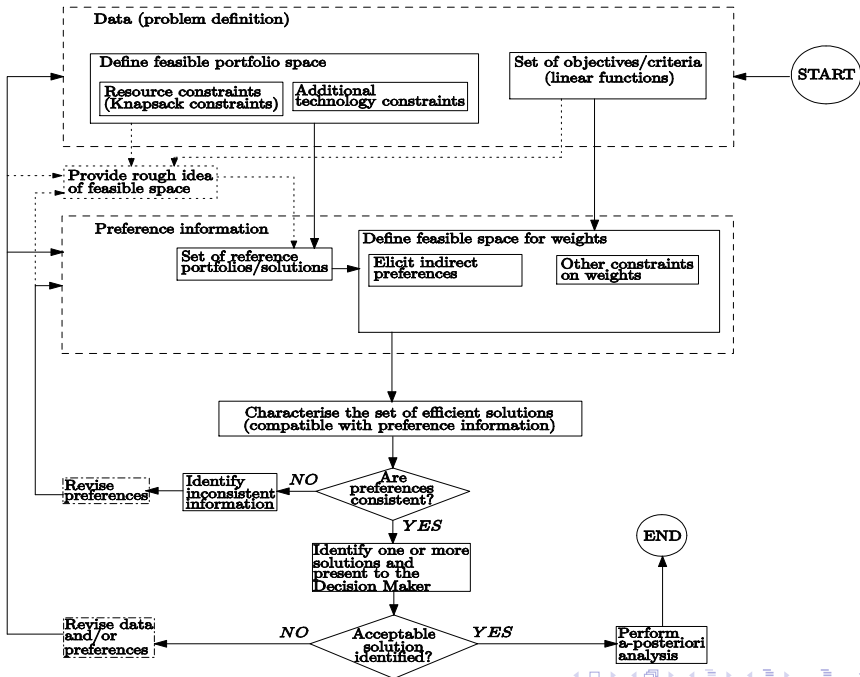 Data (problem definition)
Define feasible portfolio space
Resource constraints
(Knapsack constraints)
Additional
technology constraints
Set of objectives/criteria
(linear functions)
START
Provide rough idea
of feasible space
Preference information
Set of reference
portfolios/solutions
Define feasible space for weights
Elicit indirect
preferences
Other constraints
on weights
Characterise the set of efficient solutions
(compatible with preference information)
Are
preferences
consistent?
NO
Identify
inconsistent
information
Revise
preferences
YES
Identify one or more
solutions and
present to the
Decision Maker
END
Acceptable
solution
identified?
NO
Revise data
and/or
preferences
YES
Perform
a-posteriori
analysis